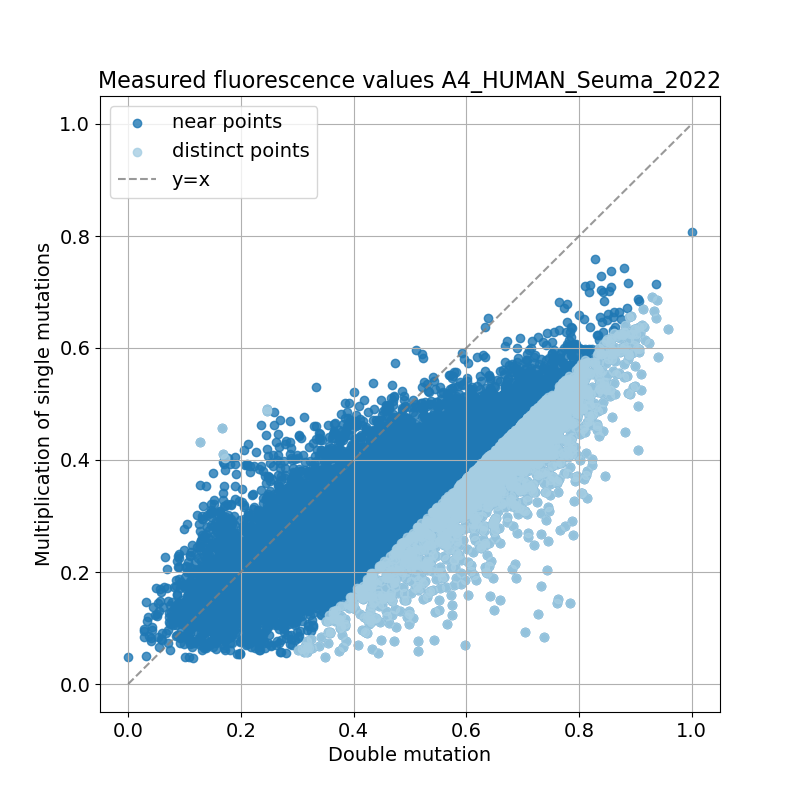 Measured fluorescence values A4_HUMAN_Seuma_2022
near points
distinct points
y=x
1.0
0.8
0.6
0.4
0.2
0.0
Multiplication of single mutations
0.0 0.2 0.4 0.6 0.8 1.0
Double mutation